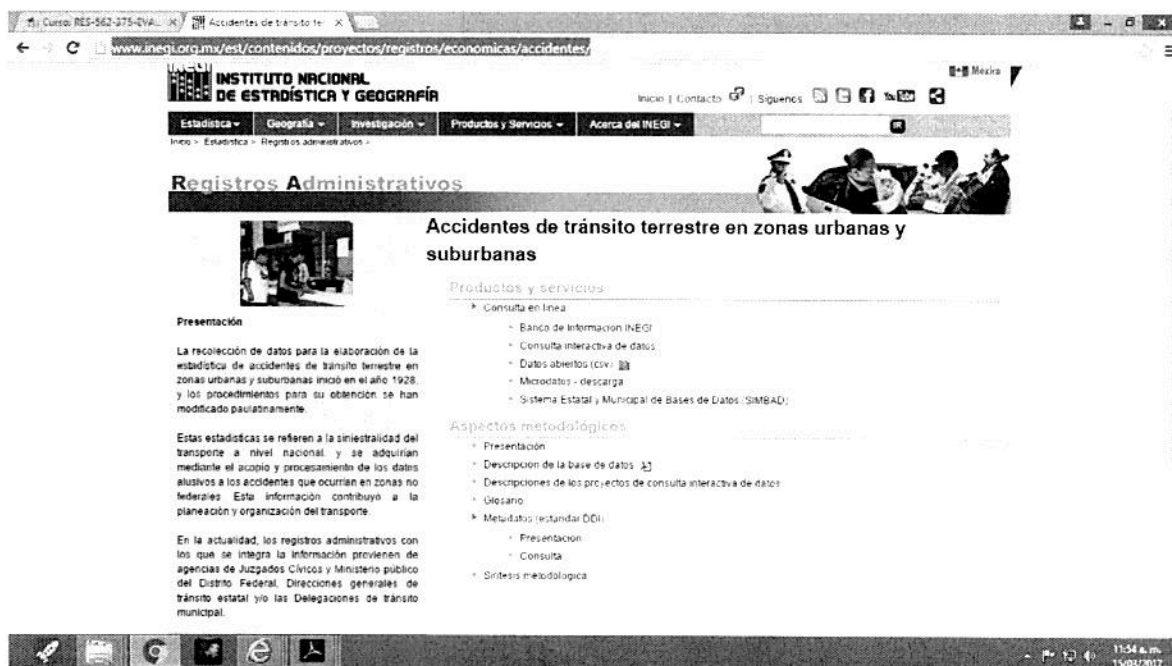 Curso: RES-562-375-EVAL... × Accidentes de tránsito ter ×
www.inegi.org.mx/est/contenidos/proyectos/registros/economicas/accidentes/
INEGI
INSTITUTO NACIONAL
DE ESTADÍSTICA Y GEOGRAFÍA
México
Inicio | Contacto | Síguenos
You Tube
Estadística Geografía Investigación Productos y Servicios Acerca del INEGI IR
Inicio > Estadística > Registros administrativos >
Registros Administrativos
Accidentes de tránsito terrestre en zonas urbanas y
suburbanas
Presentación
La recolección de datos para la elaboración de la
estadística de accidentes de tránsito terrestre en
zonas urbanas y suburbanas inició en el año 1928,
y los procedimientos para su obtención se han
modificado paulatinamente.
Estas estadísticas se refieren a la siniestralidad del
transporte a nivel nacional, y se adquirían
mediante el acopio y procesamiento de los datos
alusivos a los accidentes que ocurrían en zonas no
federales. Esta información contribuyó a la
planeación y organización del transporte.
En la actualidad, los registros administrativos con
los que se integra la información provienen de
agencias de Juzgados Cívicos y Ministerio público
del Distrito Federal, Direcciones generales de
tránsito estatal y/o las Delegaciones de tránsito
municipal.
Productos y servicios
Consulta en línea
Banco de Información INEGI
Consulta interactiva de datos
Datos abiertos (csv)
Microdatos - descarga
Sistema Estatal y Municipal de Bases de Datos (SIMBAD)
Aspectos metodológicos
Presentación
Descripción de la base de datos
Descripciones de los proyectos de consulta interactiva de datos
Glosario
Metadatos (estándar DDI)
Presentación
Consulta
Síntesis metodológica
11:54 a. m.